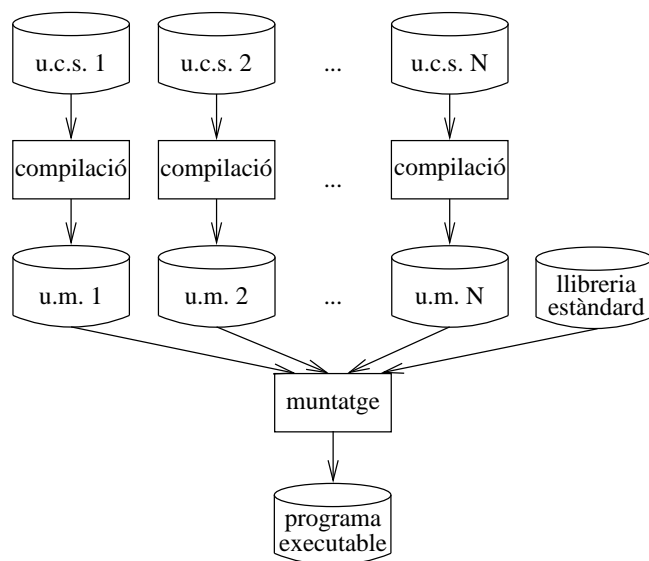 u.c.s. 1
u.c.s. 2
...
u.c.s. N
compilació
compilació
...
compilació
u.m. 1
u.m. 2
...
u.m. N
llibreria
estàndard
muntatge
programa
executable